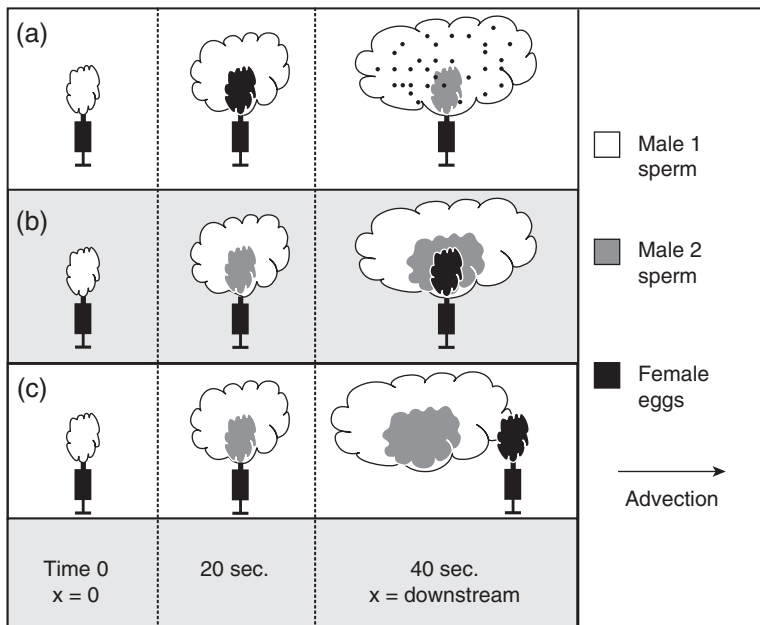 (a)
(b)
(c)
Time 0
x = 0
20 sec.
40 sec.
x = downstream
Male 1
sperm
Male 2
sperm
Female
eggs
Advection